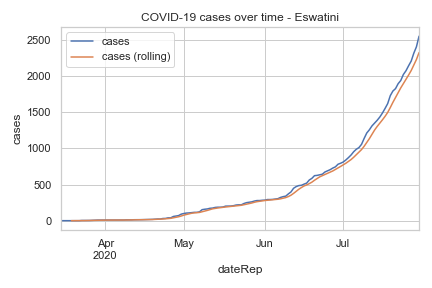 COVID-19 cases over time - Eswatini
cases
cases (rolling)
2500
2000
1500
1000
500
0
cases
Apr
2020
May
Jun
Jul
dateRep